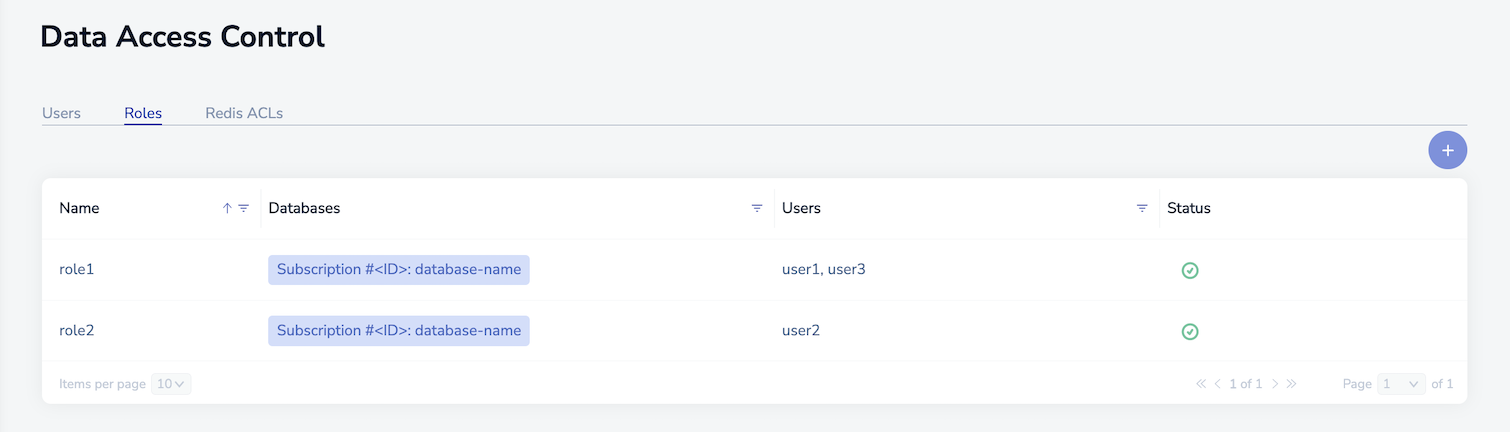 Data Access Control
Users Roles Redis ACLs
+
Name Databases Users Status
role1 Subscription #<ID>: database-name user1, user3
role2 Subscription #<ID>: database-name user2
Items per page 10 1 of 1 Page 1 of 1